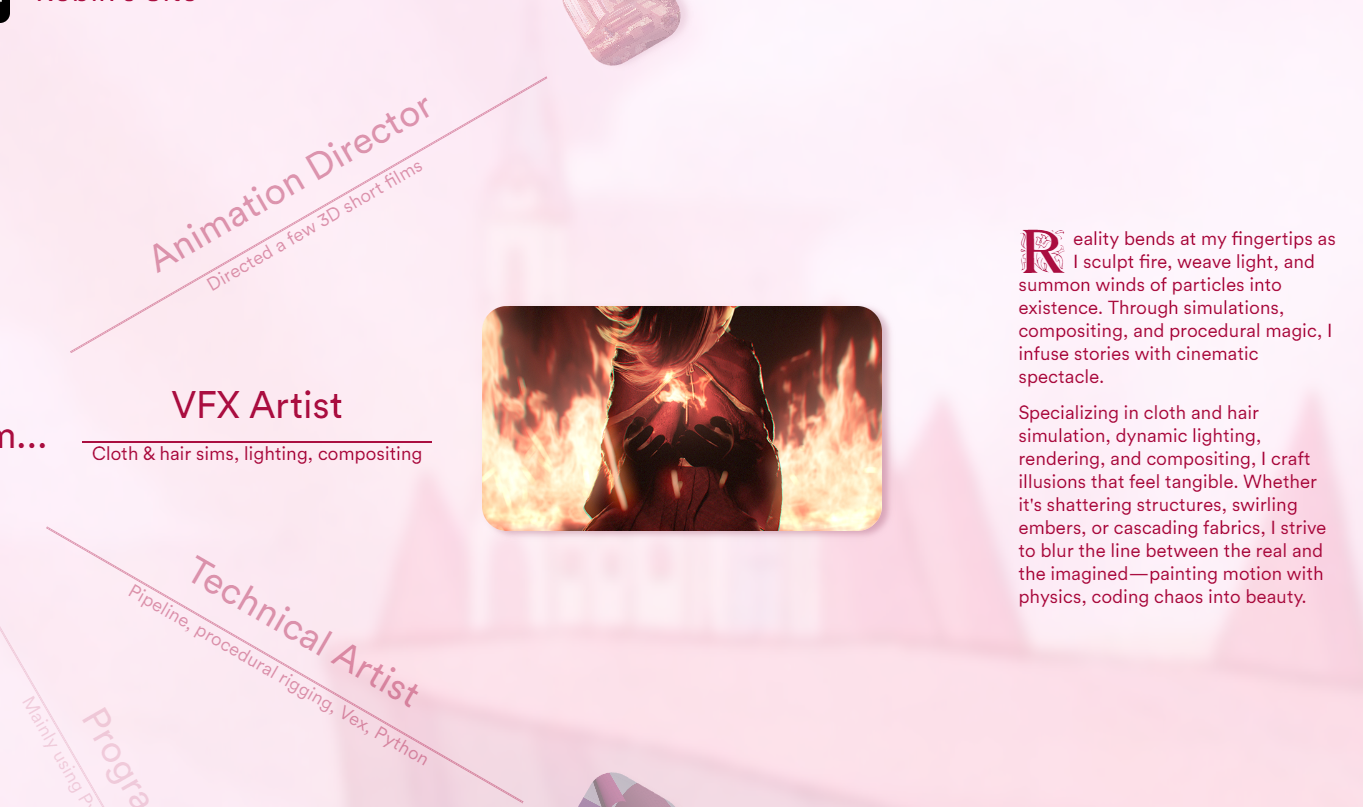 Robin's Site
Animation Director
Directed a few 3D short films
VFX Artist
Cloth & hair sims, lighting, compositing
Technical Artist
Pipeline, procedural rigging, Vex, Python
Mainly using
Reality bends at my fingertips as
I sculpt fire, weave light, and
summon winds of particles into
existence. Through simulations,
compositing, and procedural magic, I
infuse stories with cinematic
spectacle.
Specializing in cloth and hair
simulation, dynamic lighting,
rendering, and compositing, I craft
illusions that feel tangible. Whether
it's shattering structures, swirling
embers, or cascading fabrics, I strive
to blur the line between the real and
the imagined—painting motion with
physics, coding chaos into beauty.